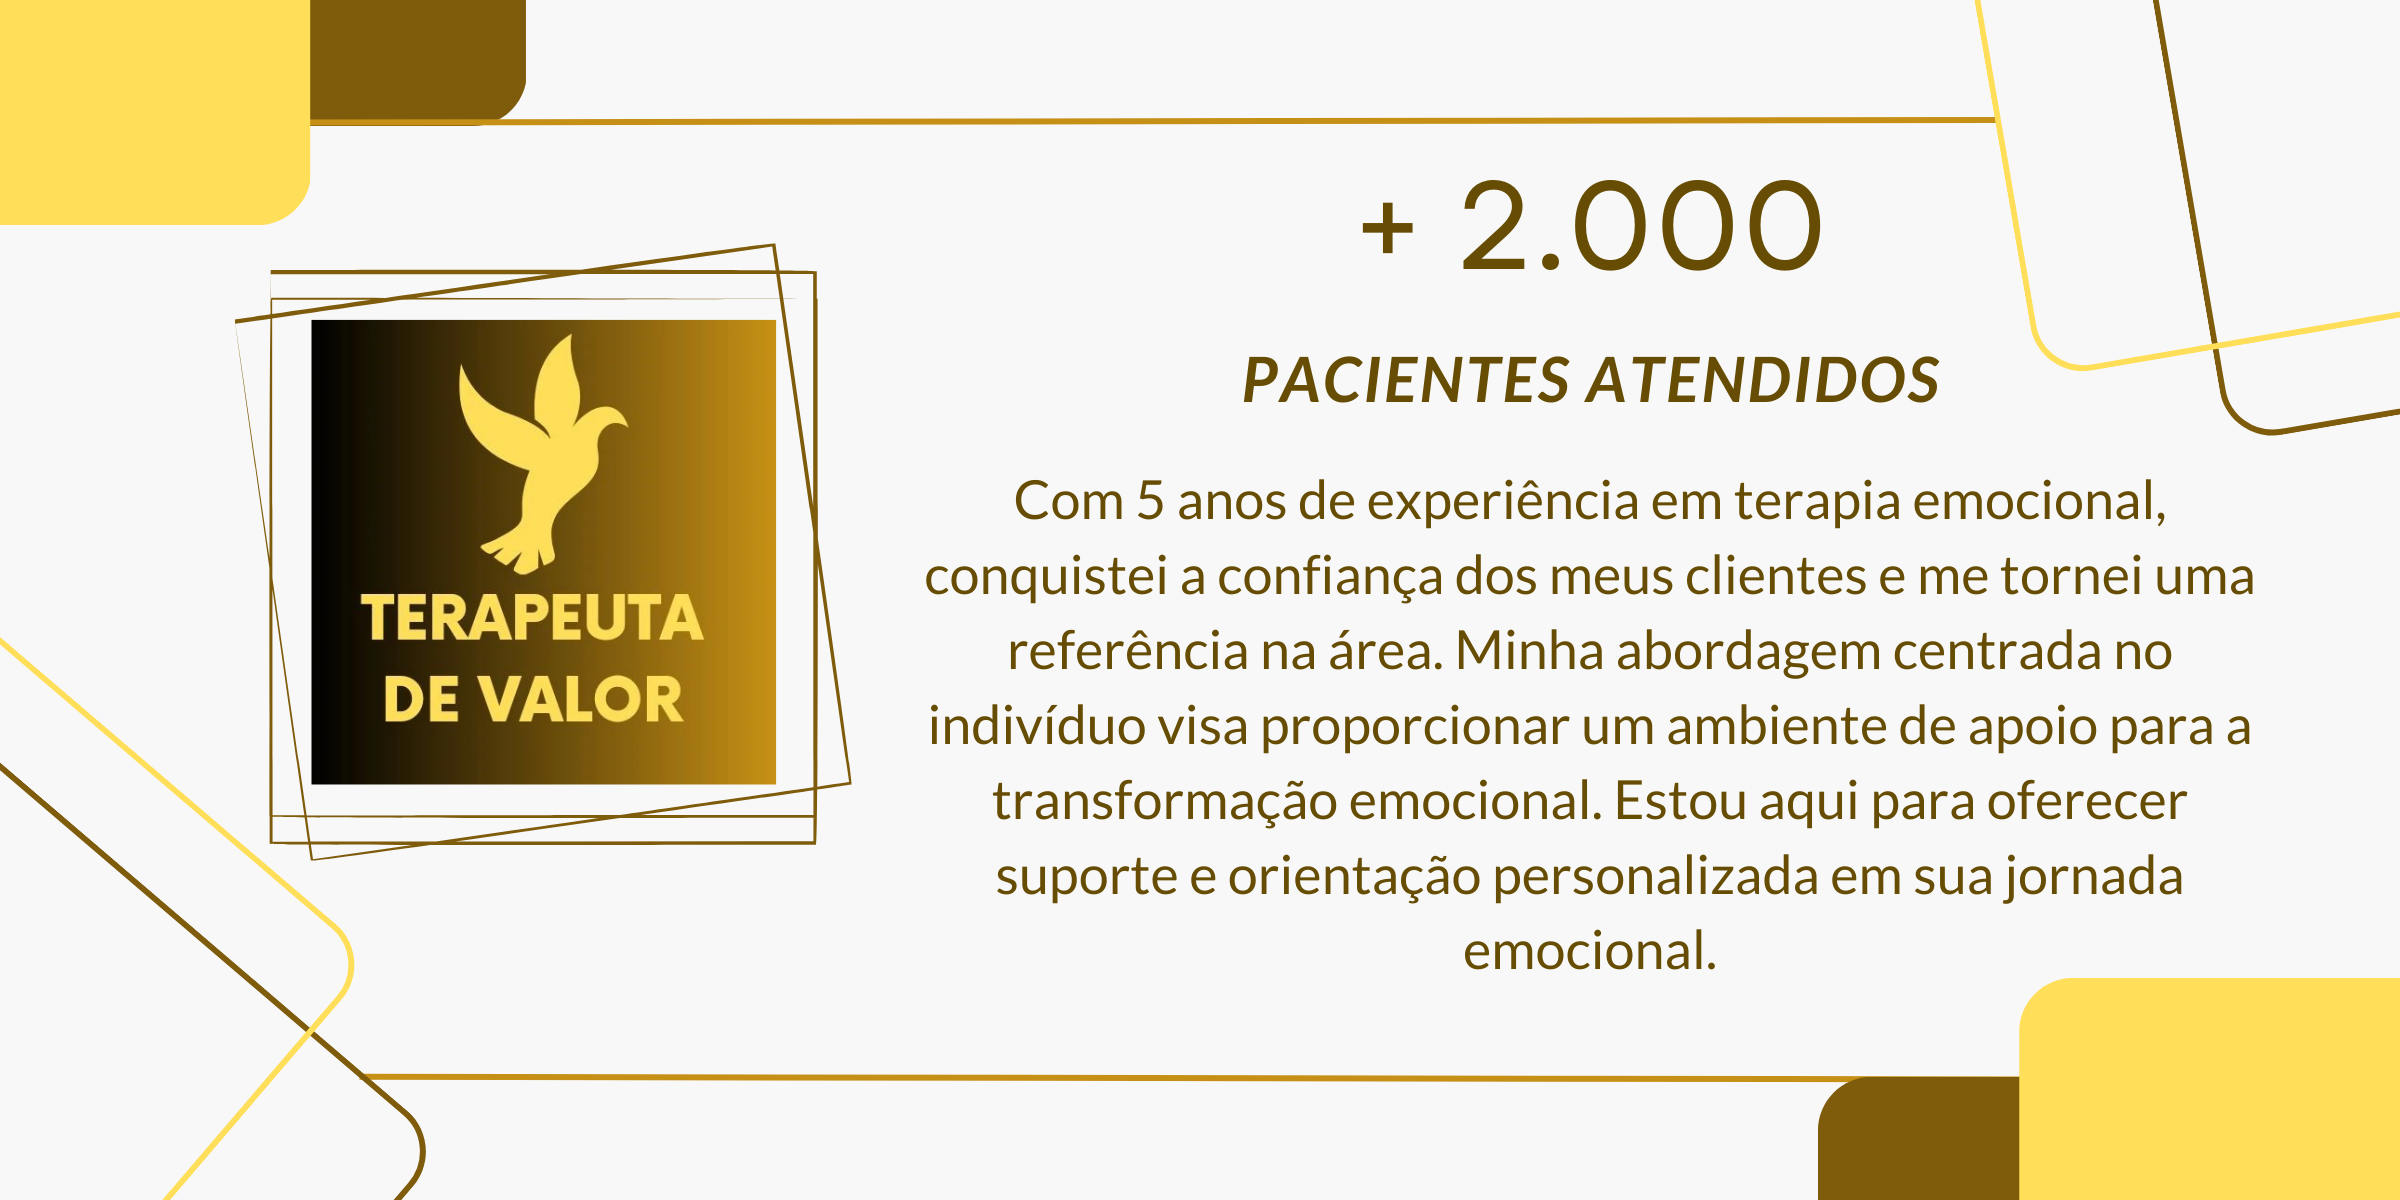 + 2.000
PACIENTES ATENDIDOS
TERAPEUTA
DE VALOR
Com 5 anos de experiência em terapia emocional,
conquistei a confiança dos meus clientes e me tornei uma
referência na área. Minha abordagem centrada no
indivíduo visa proporcionar um ambiente de apoio para a
transformação emocional. Estou aqui para oferecer
suporte e orientação personalizada em sua jornada
emocional.